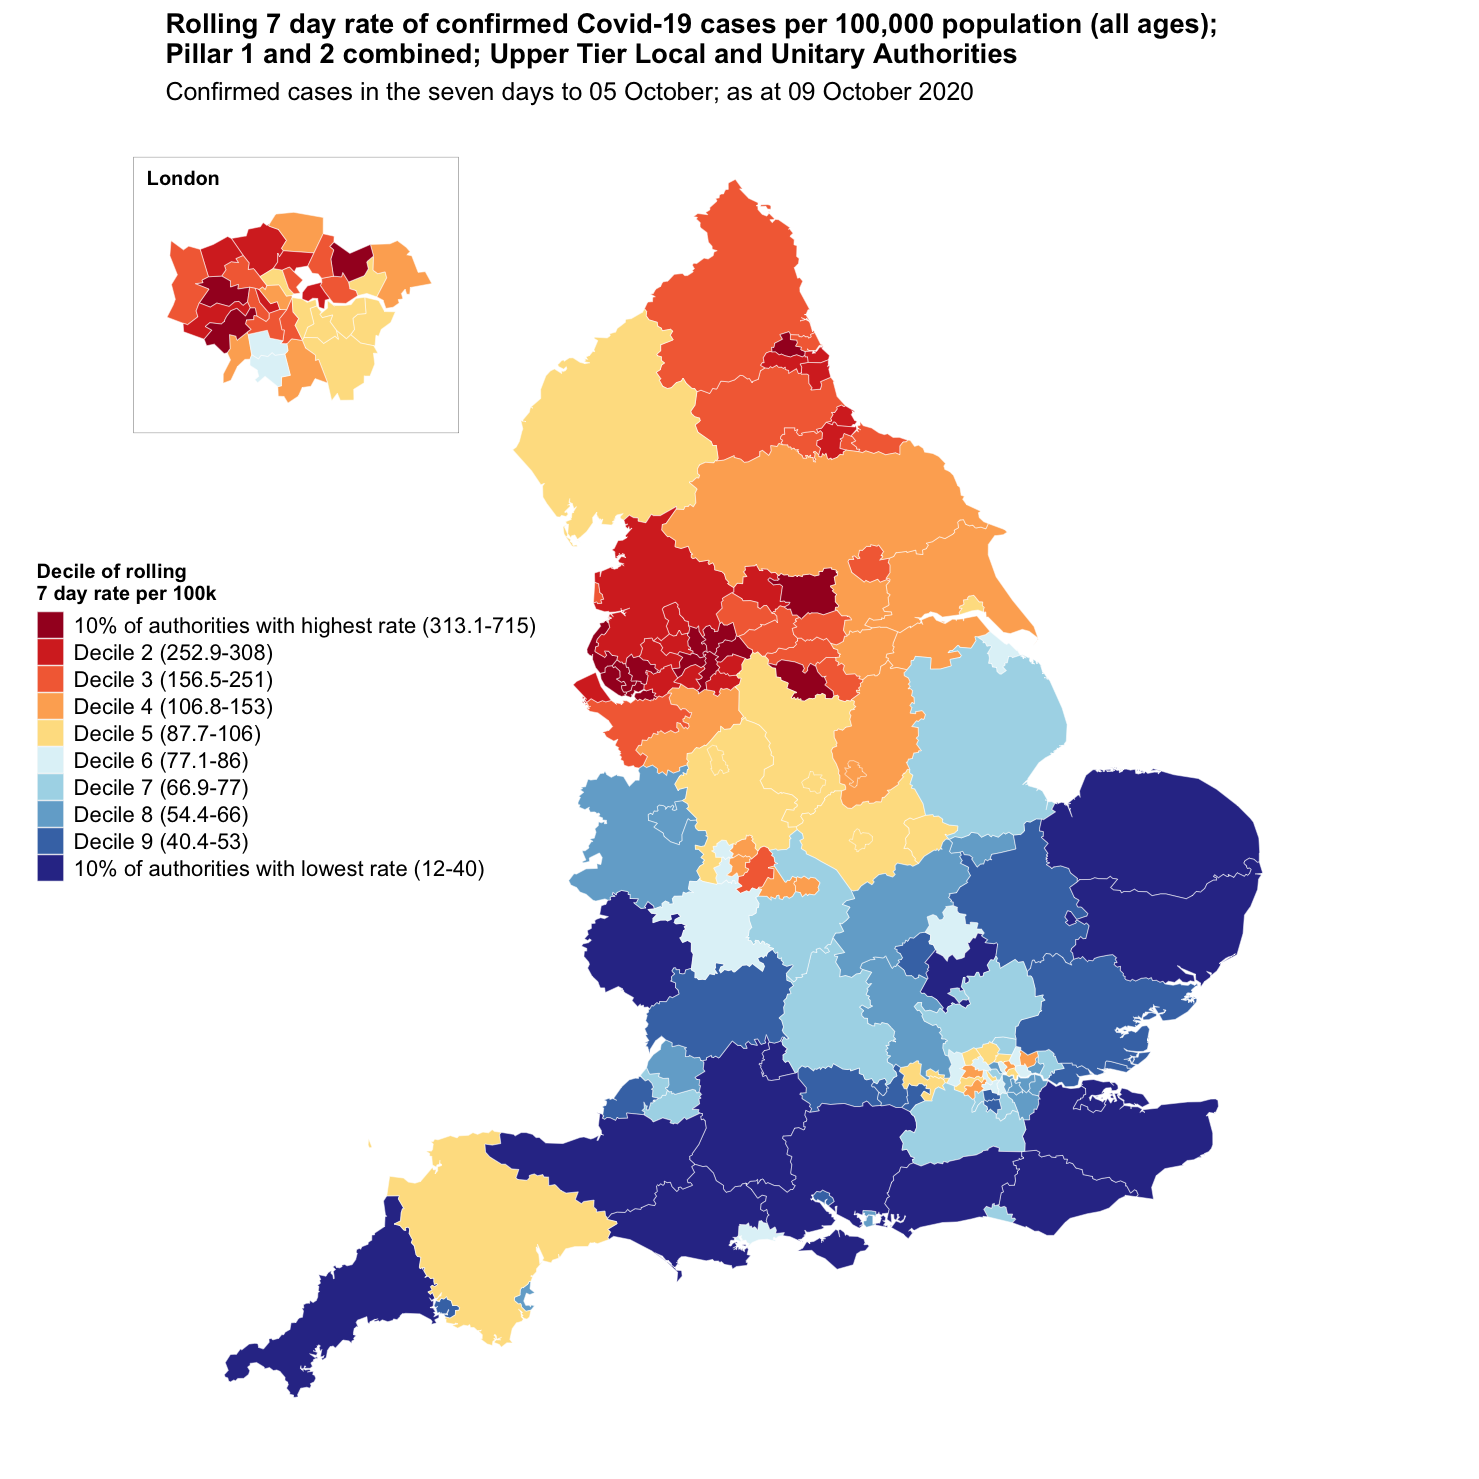 Rolling 7 day rate of confirmed Covid-19 cases per 100,000 population (all ages);
Pillar 1 and 2 combined; Upper Tier Local and Unitary Authorities
Confirmed cases in the seven days to 05 October; as at 09 October 2020
London
Decile of rolling
7 day rate per 100k
10% of authorities with highest rate (313.1-715)
Decile 2 (252.9-308)
Decile 3 (156.5-251)
Decile 4 (106.8-153)
Decile 5 (87.7-106)
Decile 6 (77.1-86)
Decile 7 (66.9-77)
Decile 8 (54.4-66)
Decile 9 (40.4-53)
10% of authorities with lowest rate (12-40)